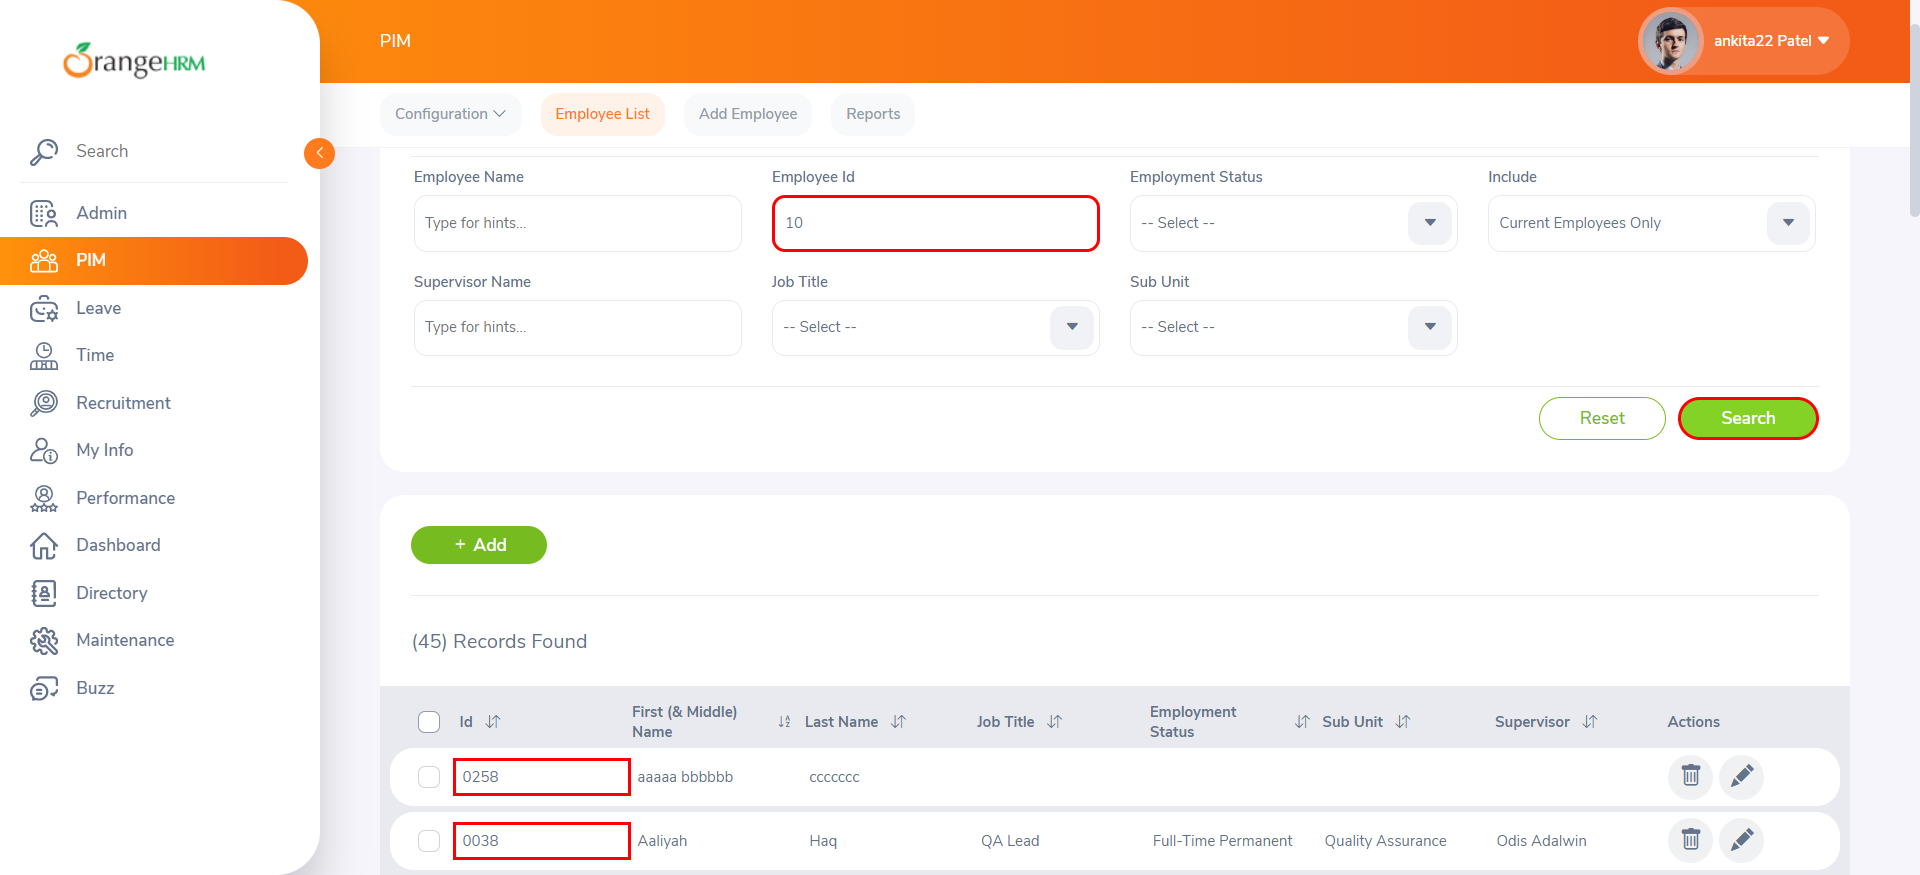 OrangeHRM
PIM
ankita22 Patel
Search
Admin
PIM
Leave
Time
Recruitment
My Info
Performance
Dashboard
Directory
Maintenance
Buzz
Configuration
Employee List
Add Employee
Reports
Employee Name
Employee Id
Employment Status
Include
Type for hints...
10
-- Select --
Current Employees Only
Supervisor Name
Job Title
Sub Unit
Type for hints...
-- Select --
-- Select --
Reset
Search
+ Add
(45) Records Found
Id
First (& Middle)
Name
Last Name
Job Title
Employment
Status
Sub Unit
Supervisor
Actions
0258
aaaaa bbbbbb
ccccccc
0038
Aaliyah
Haq
QA Lead
Full-Time Permanent
Quality Assurance
Odis Adalwin